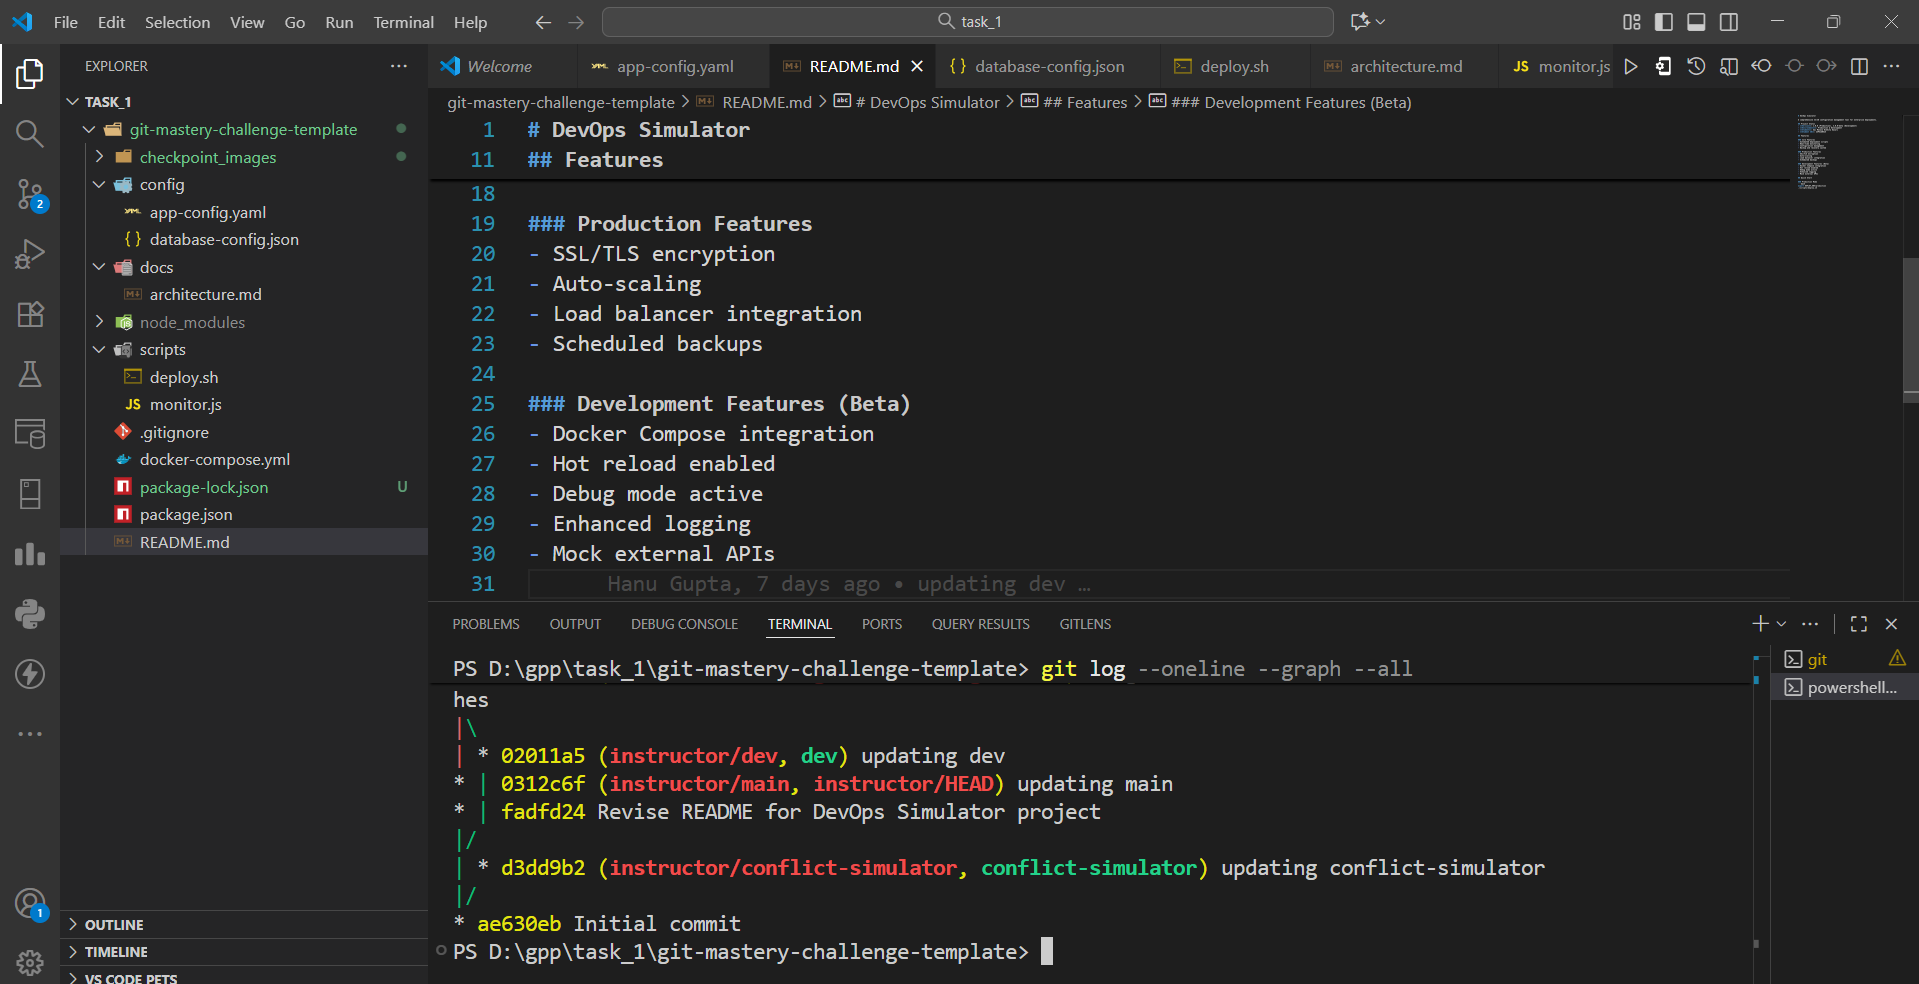 File Edit Selection View Go Run Terminal Help
task_1
EXPLORER
TASK_1
git-mastery-challenge-template
checkpoint_images
config
app-config.yaml
{} database-config.json
docs
architecture.md
node_modules
scripts
deploy.sh
JS monitor.js
.gitignore
docker-compose.yml
package-lock.json U
package.json
README.md
OUTLINE
TIMELINE
VS CODE PETS
2
1
Welcome
app-config.yaml
README.md
{} database-config.json
deploy.sh
architecture.md
JS monitor.js
git-mastery-challenge-template > README.md > # DevOps Simulator > ## Features > ### Development Features (Beta)
1 # DevOps Simulator
11 ## Features
18
19 ### Production Features
20 - SSL/TLS encryption
21 - Auto-scaling
22 - Load balancer integration
23 - Scheduled backups
24
25 ### Development Features (Beta)
26 - Docker Compose integration
27 - Hot reload enabled
28 - Debug mode active
29 - Enhanced logging
30 - Mock external APIs
31 Hanu Gupta, 7 days ago • updating dev …
PROBLEMS OUTPUT DEBUG CONSOLE TERMINAL PORTS QUERY RESULTS GITLENS
PS D:\gpp\task_1\git-mastery-challenge-template> git log --oneline --graph --all
hes
|\
| * 02011a5 (instructor/dev, dev) updating dev
* | 0312c6f (instructor/main, instructor/HEAD) updating main
* | fadfd24 Revise README for DevOps Simulator project
|/
| * d3dd9b2 (instructor/conflict-simulator, conflict-simulator) updating conflict-simulator
|/
* ae630eb Initial commit
PS D:\gpp\task_1\git-mastery-challenge-template>
git
powershell...